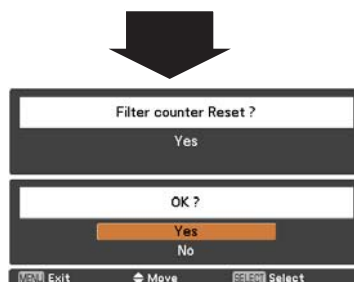 Filter counter Reset ?
Yes
OK ?
Yes
No
MENU Exit Move SELECT Select